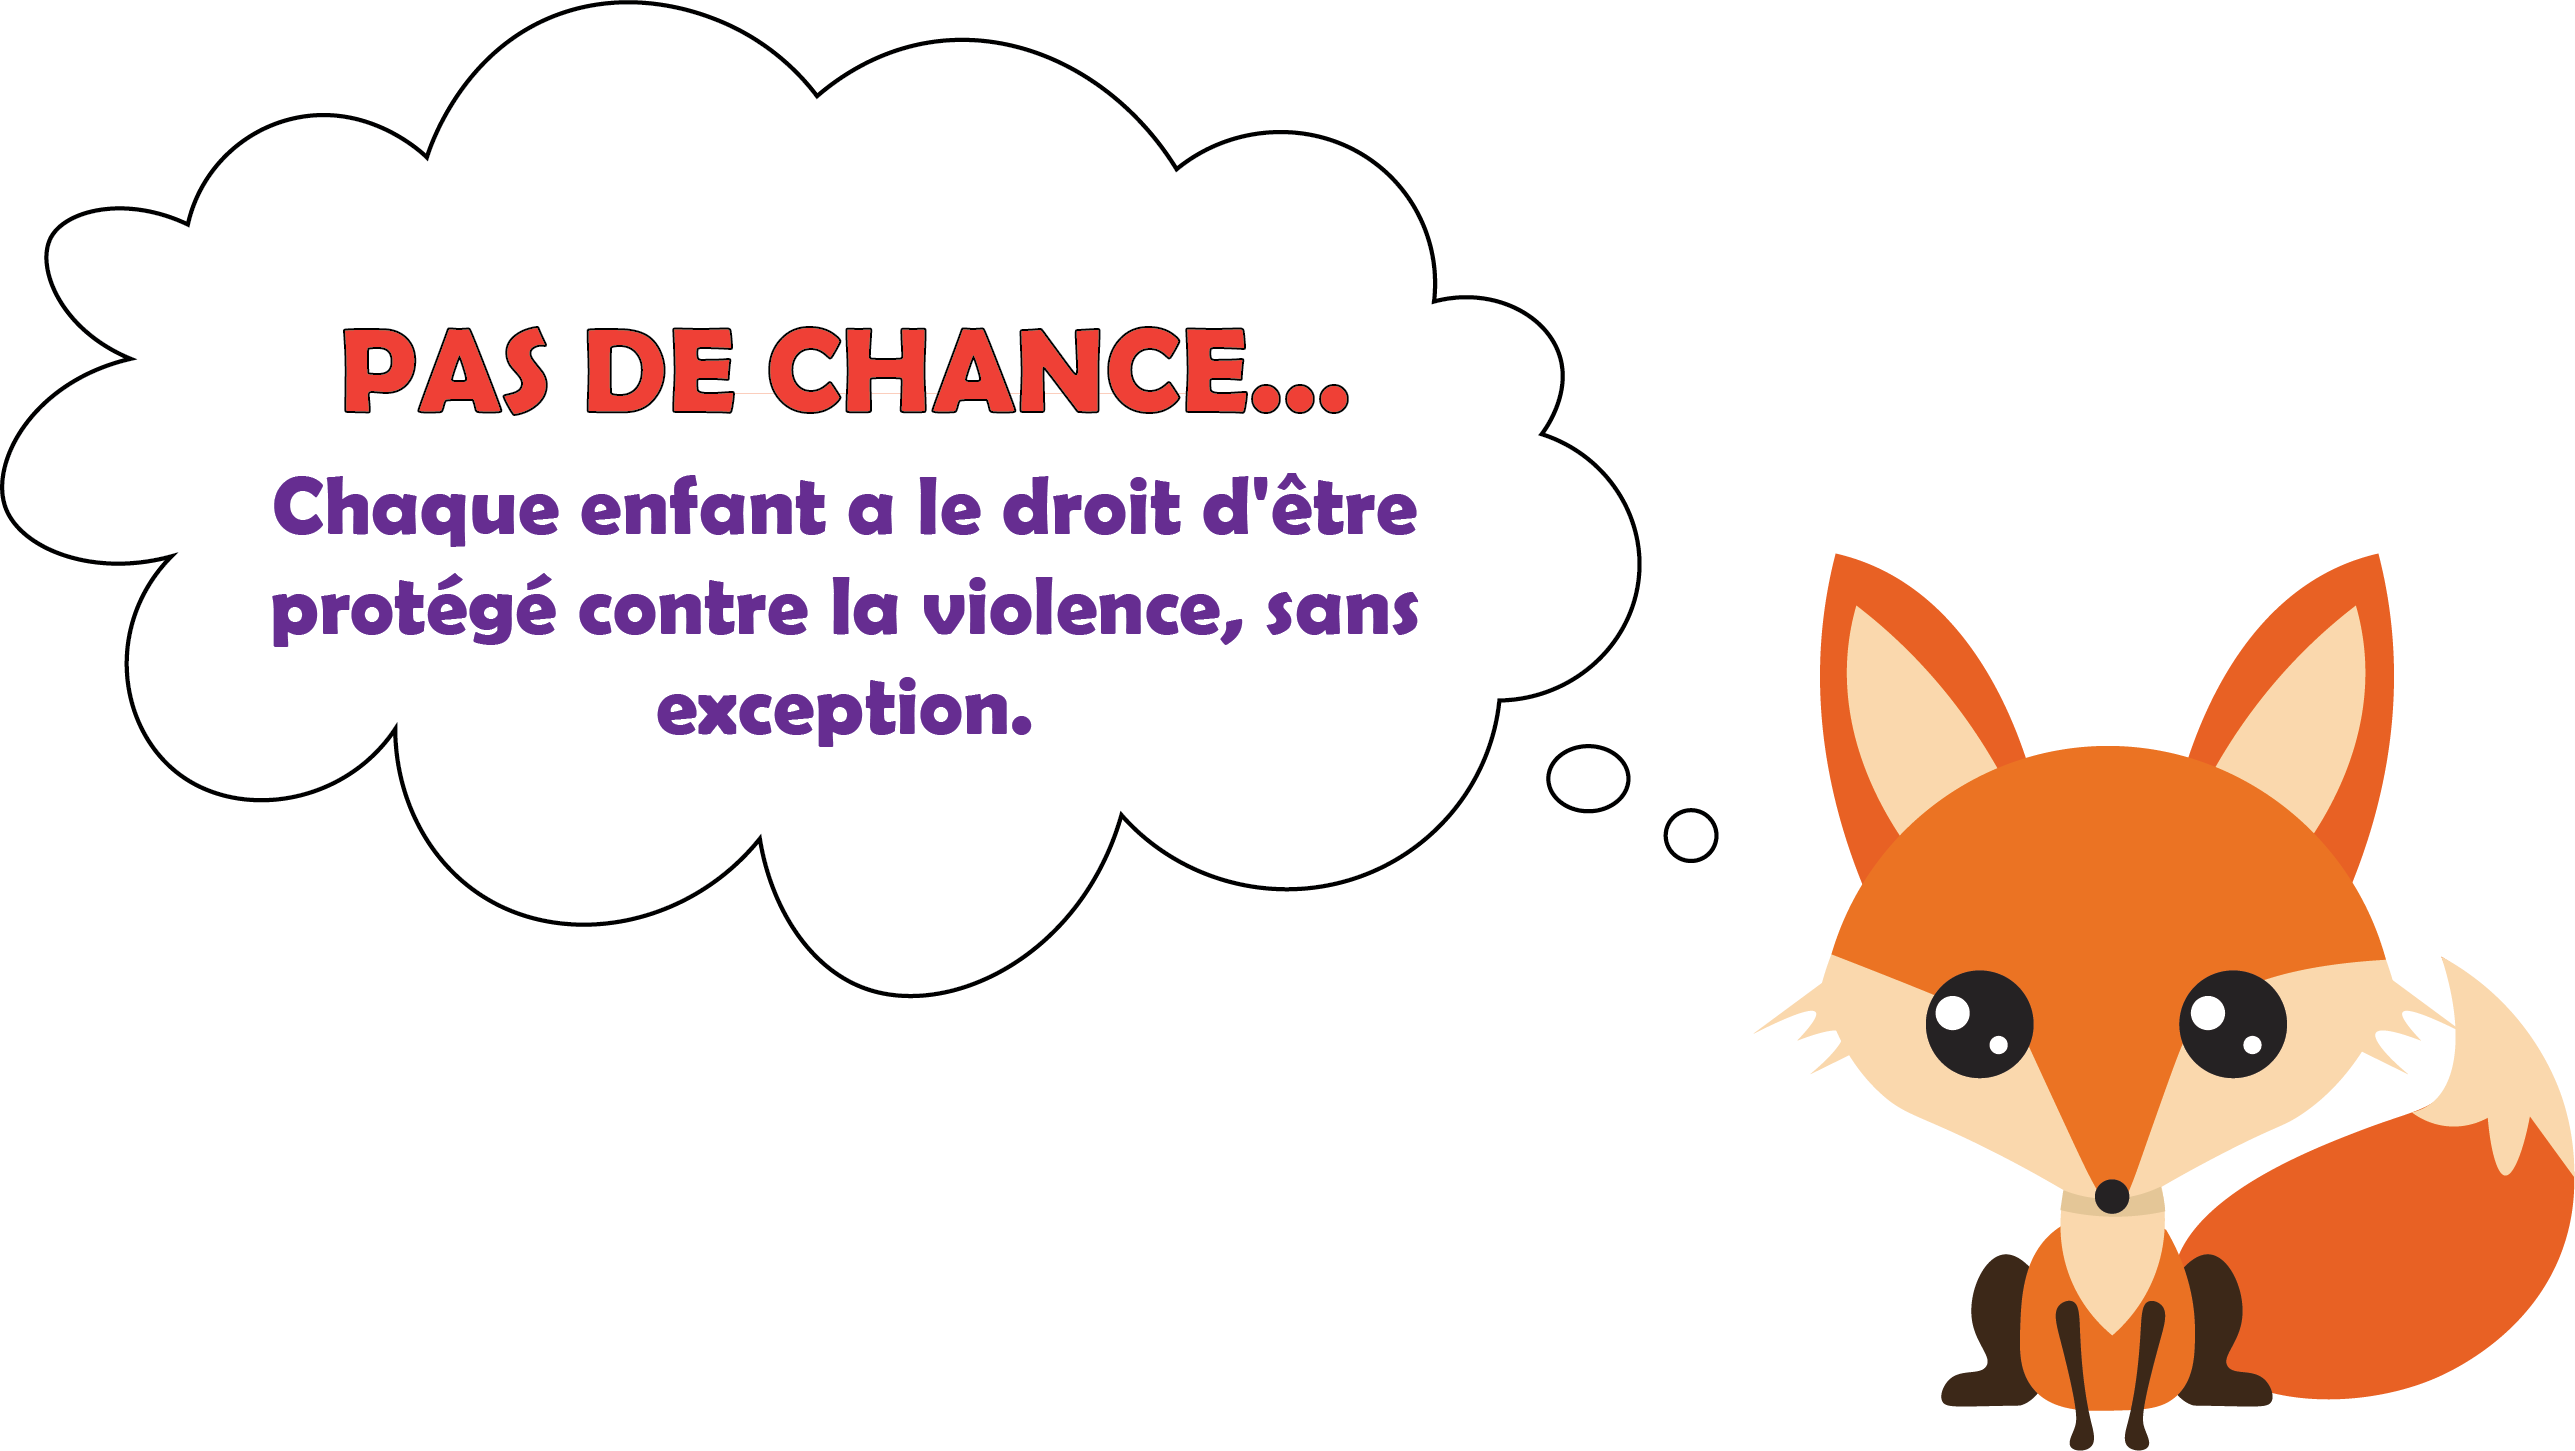 PAS DE CHANCE...
Chaque enfant a le droit d'être
protégé contre la violence, sans
exception.